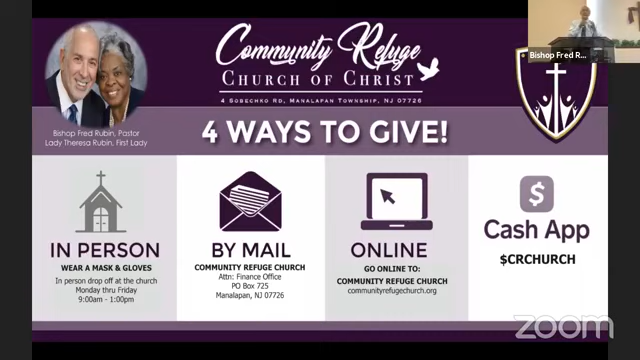 Community Refuge
CHURCH OF CHRIST
4 SOBECHKO RD, MANALAPAN TOWNSHIP, NJ 07726
Bishop Fred R...
Bishop Fred Rubin, Pastor
Lady Theresa Rubin, First Lady
4 WAYS TO GIVE!
IN PERSON
WEAR A MASK & GLOVES
In person drop off at the church
Monday thru Friday
9:00am - 1:00pm
BY MAIL
COMMUNITY REFUGE CHURCH
Attn: Finance Office
PO Box 725
Manalapan, NJ 07726
ONLINE
GO ONLINE TO:
COMMUNITY REFUGE CHURCH
communityrefugechurch.org
$
Cash App
$CRCHURCH
zoom